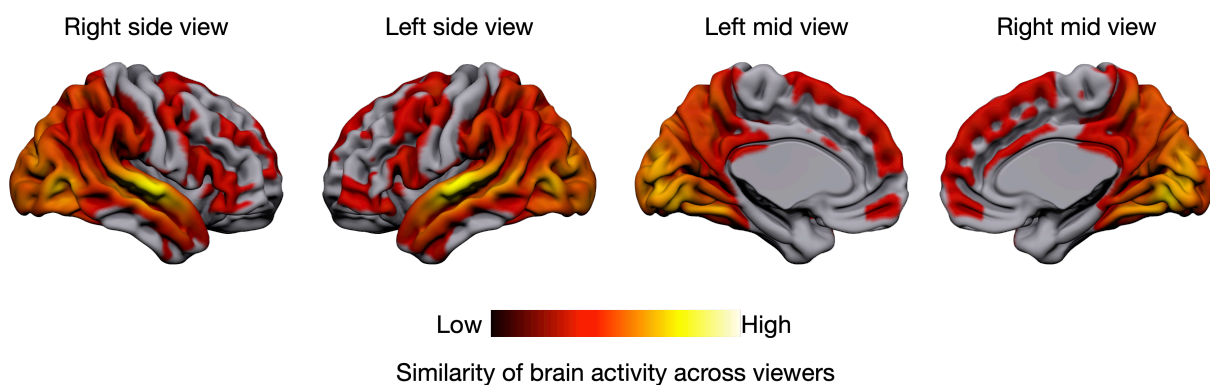 Right side view
Left side view
Left mid view
Right mid view
Low
High
Similarity of brain activity across viewers